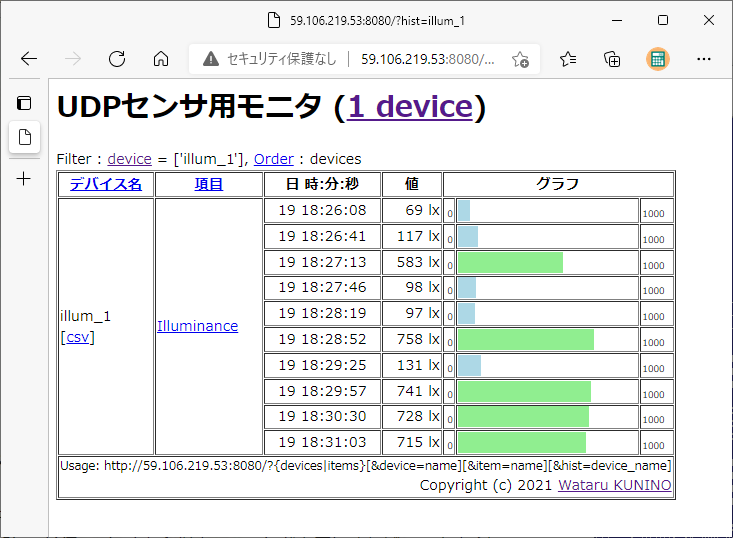 59.106.219.53:8080/?hist=illum_1
セキュリティ保護なし | 59.106.219.53:8080/...
UDPセンサ用モニタ (1 device)
Filter : device = ['illum_1'], Order : devices
デバイス名 項目 日 時:分:秒 値 グラフ
19 18:26:08 69 lx 0 1000
19 18:26:41 117 lx 0 1000
19 18:27:13 583 lx 0 1000
19 18:27:46 98 lx 0 1000
illum_1
[csv]
Illuminance
19 18:28:19 97 lx 0 1000
19 18:28:52 758 lx 0 1000
19 18:29:25 131 lx 0 1000
19 18:29:57 741 lx 0 1000
19 18:30:30 728 lx 0 1000
19 18:31:03 715 lx 0 1000
Usage: http://59.106.219.53:8080/?{devices|items}[&device=name][&item=name][&hist=device_name]
Copyright (c) 2021 Wataru KUNINO